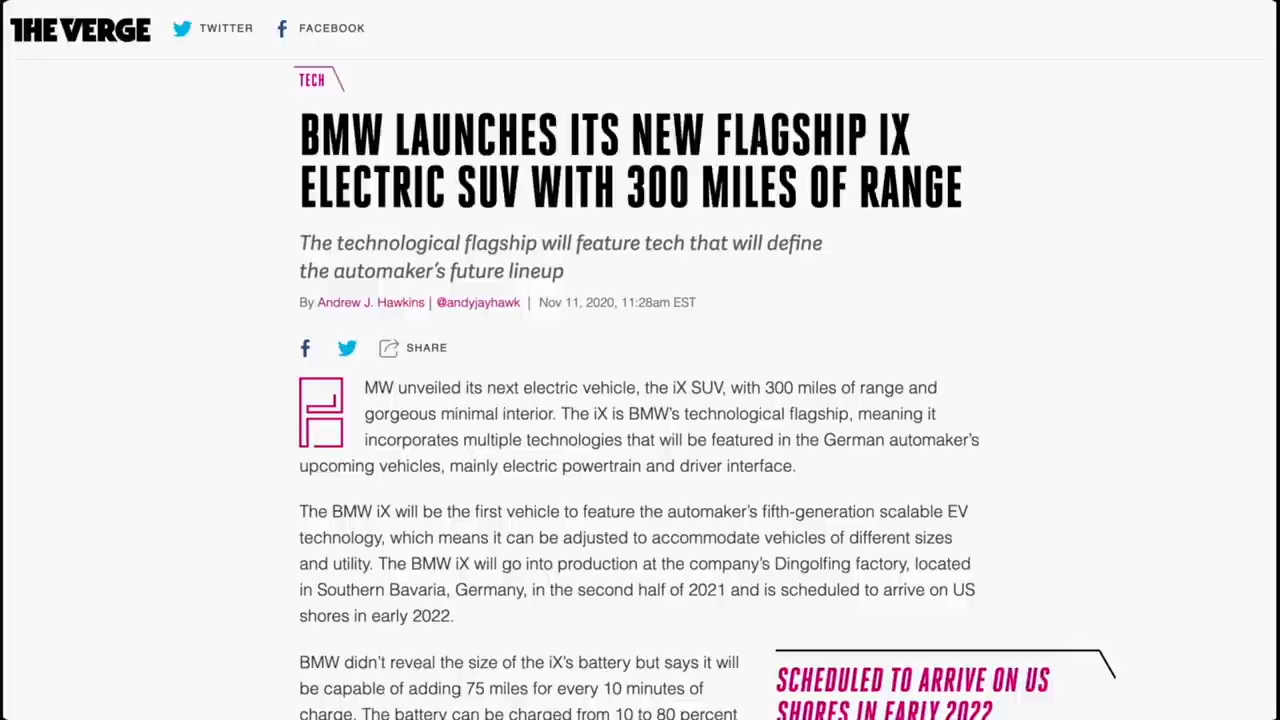 THE VERGE
TWITTER
FACEBOOK
TECH
BMW LAUNCHES ITS NEW FLAGSHIP IX
ELECTRIC SUV WITH 300 MILES OF RANGE
The technological flagship will feature tech that will define
the automaker's future lineup
By Andrew J. Hawkins | @andyjayhawk | Nov 11, 2020, 11:28am EST
SHARE
BMW unveiled its next electric vehicle, the iX SUV, with 300 miles of range and
gorgeous minimal interior. The iX is BMW's technological flagship, meaning it
incorporates multiple technologies that will be featured in the German automaker's
upcoming vehicles, mainly electric powertrain and driver interface.
The BMW iX will be the first vehicle to feature the automaker's fifth-generation scalable EV
technology, which means it can be adjusted to accommodate vehicles of different sizes
and utility. The BMW iX will go into production at the company's Dingolfing factory, located
in Southern Bavaria, Germany, in the second half of 2021 and is scheduled to arrive on US
shores in early 2022.
BMW didn't reveal the size of the iX's battery but says it will
be capable of adding 75 miles for every 10 minutes of
charge. The battery can be charged from 10 to 80 percent
SCHEDULED TO ARRIVE ON US
SHORES IN EARLY 2022